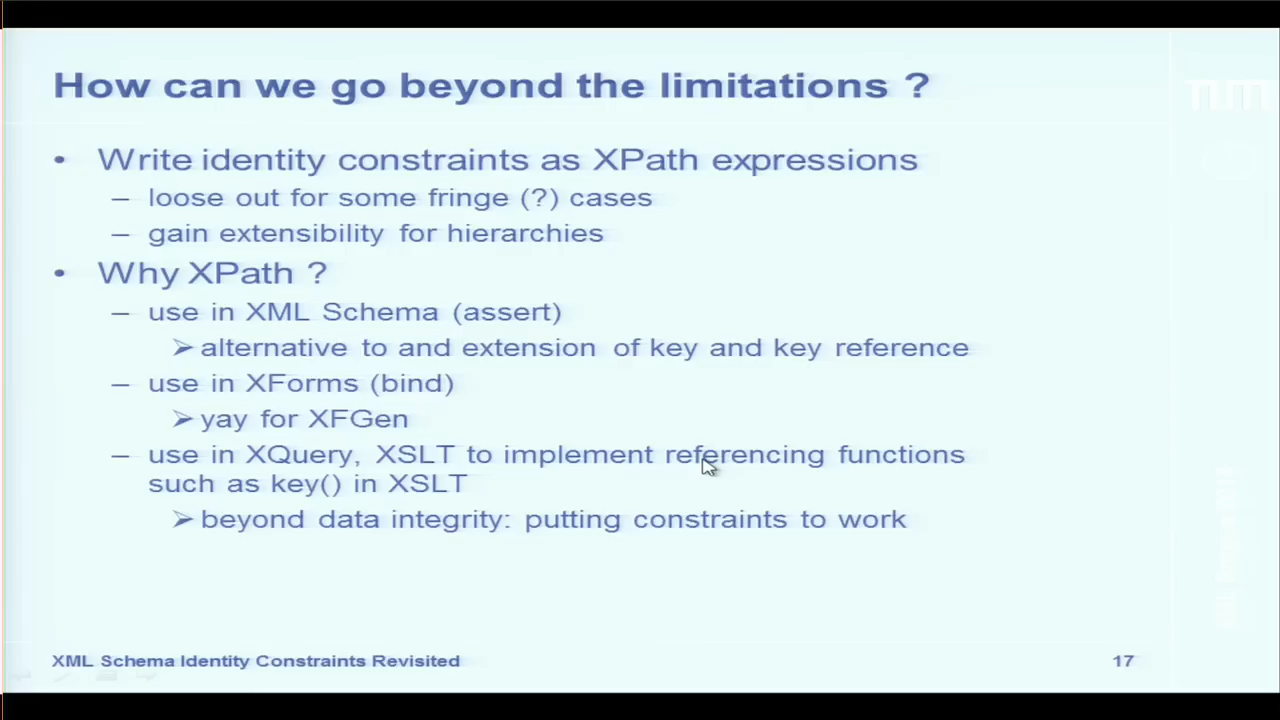 How can we go beyond the limitations ?
• Write identity constraints as XPath expressions
– loose out for some fringe (?) cases
– gain extensibility for hierarchies
• Why XPath ?
– use in XML Schema (assert)
➢ alternative to and extension of key and key reference
– use in XForms (bind)
➢ yay for XFGen
– use in XQuery, XSLT to implement referencing functions
such as key() in XSLT
➢ beyond data integrity: putting constraints to work
XML Schema Identity Constraints Revisited
17